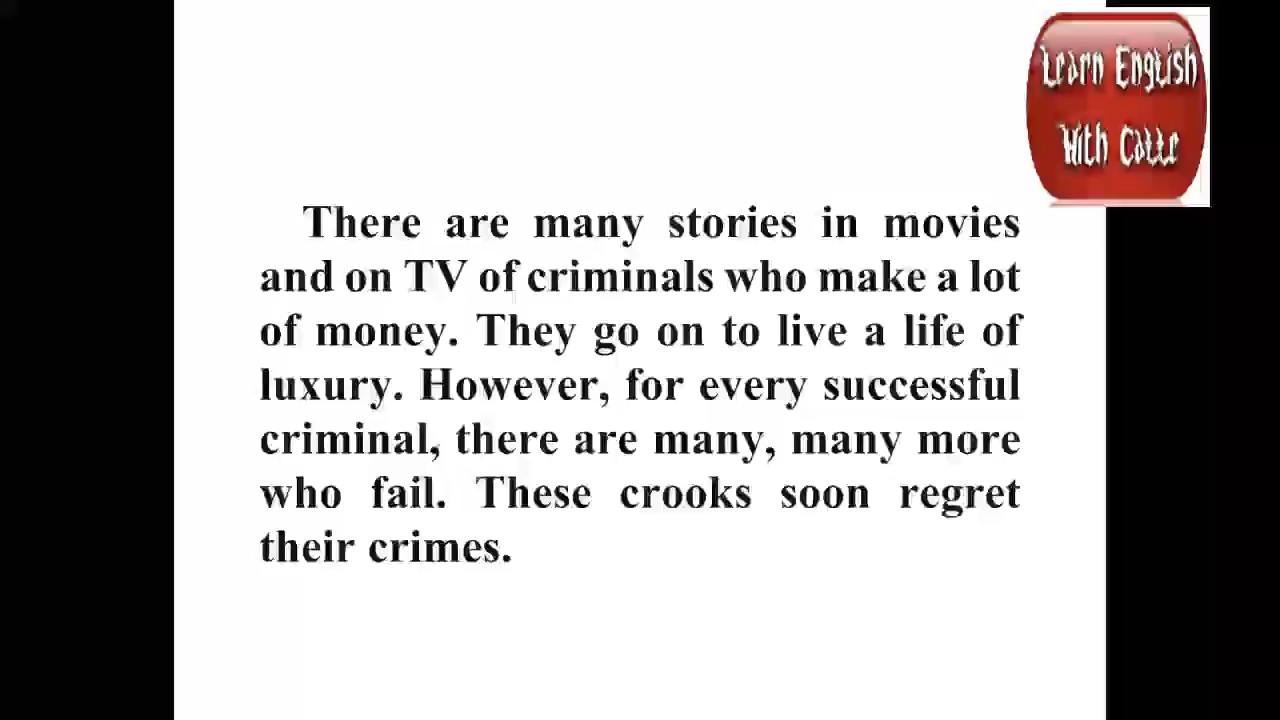 Learn English
With Catte
There are many stories in movies
and on TV of criminals who make a lot
of money. They go on to live a life of
luxury. However, for every successful
criminal, there are many, many more
who fail. These crooks soon regret
their crimes.